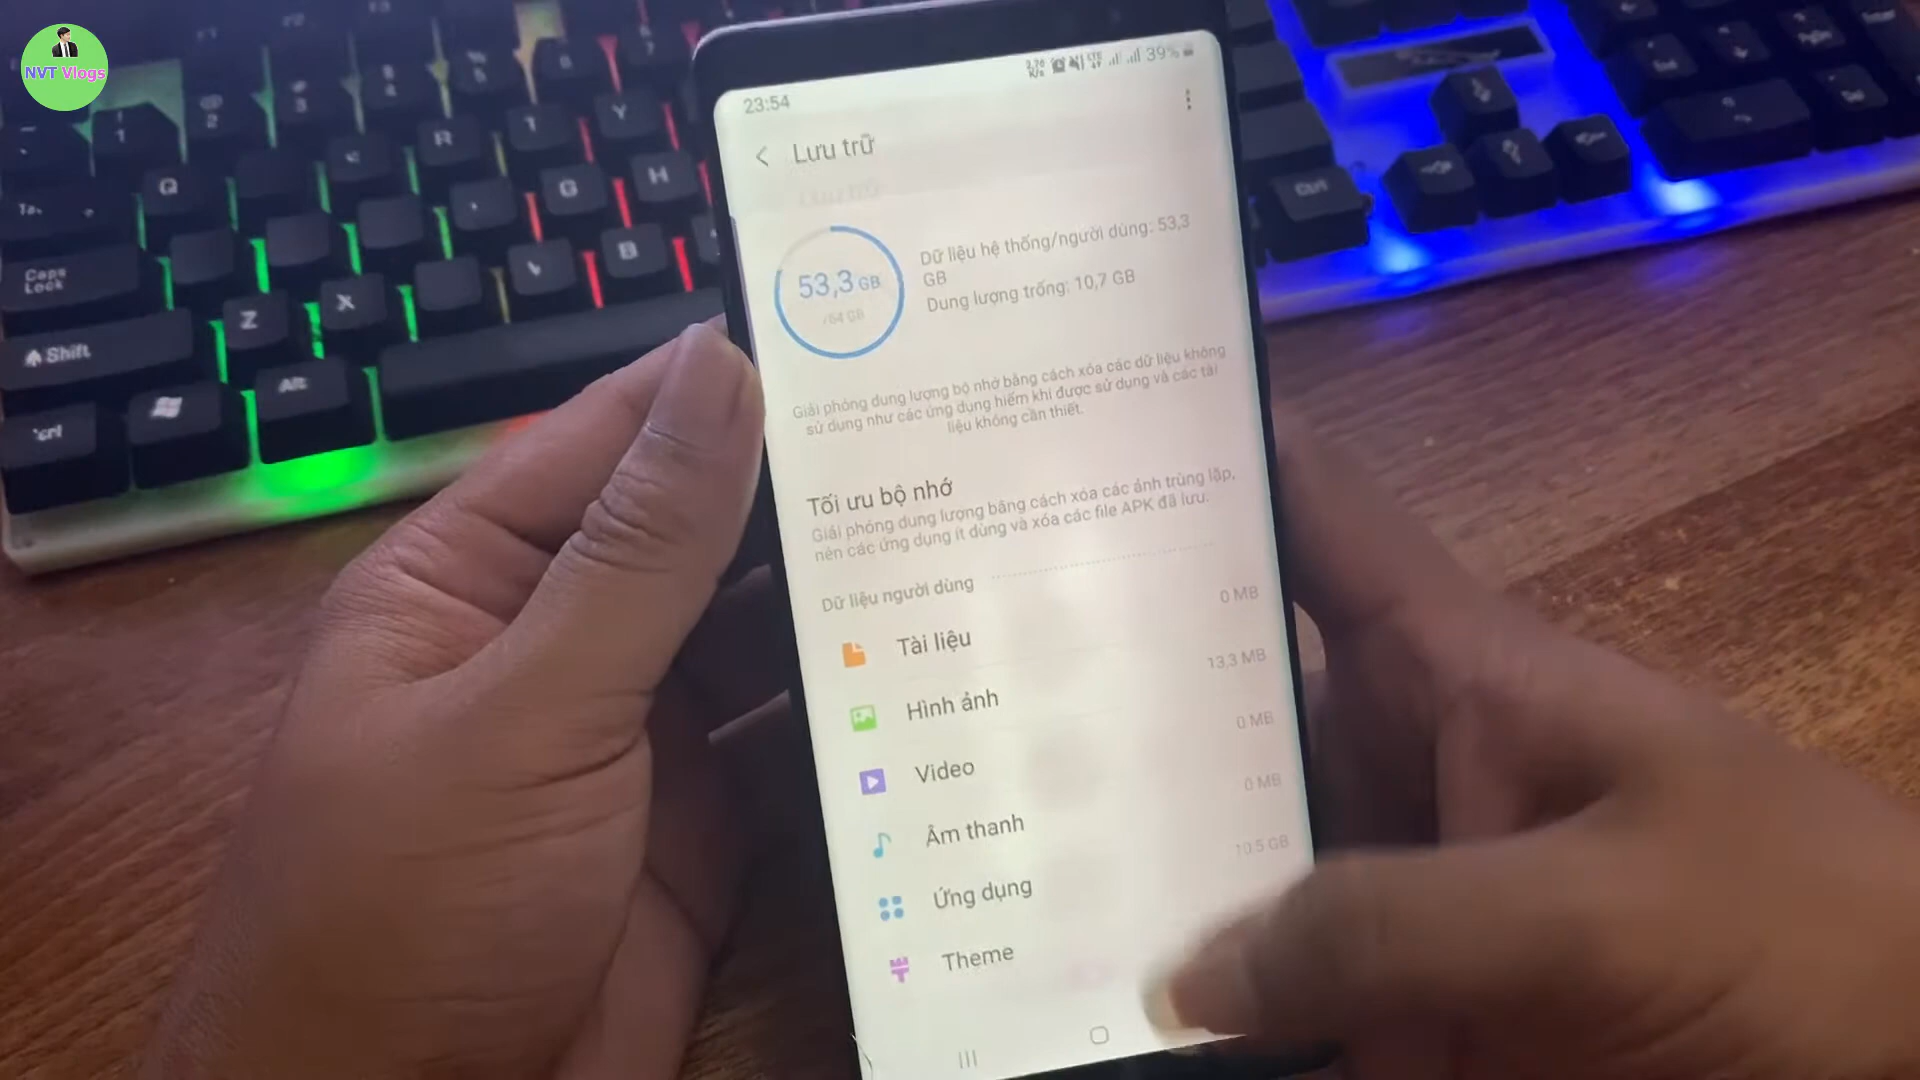 NVT Vlogs
23:54
39%
Lưu trữ
53,3 GB
/64 GB
Dữ liệu hệ thống/người dùng: 53,3
GB
Dung lượng trống: 10,7 GB
Giải phóng dung lượng bộ nhớ bằng cách xóa các dữ liệu không
sử dụng như các ứng dụng hiếm khi được sử dụng và các tài
liệu không cần thiết.
Tối ưu bộ nhớ
Giải phóng dung lượng bằng cách xóa các ảnh trùng lặp,
nén các ứng dụng ít dùng và xóa các file APK đã lưu.
Dữ liệu người dùng
Tài liệu 0 MB
Hình ảnh 13,3 MB
Video 0 MB
Âm thanh 0 MB
Ứng dụng 10,5 GB
Theme
1 2 3 4 5
Q R T Y
G H
Caps
Lock
Z X V B
Shift
Alt
Ctrl